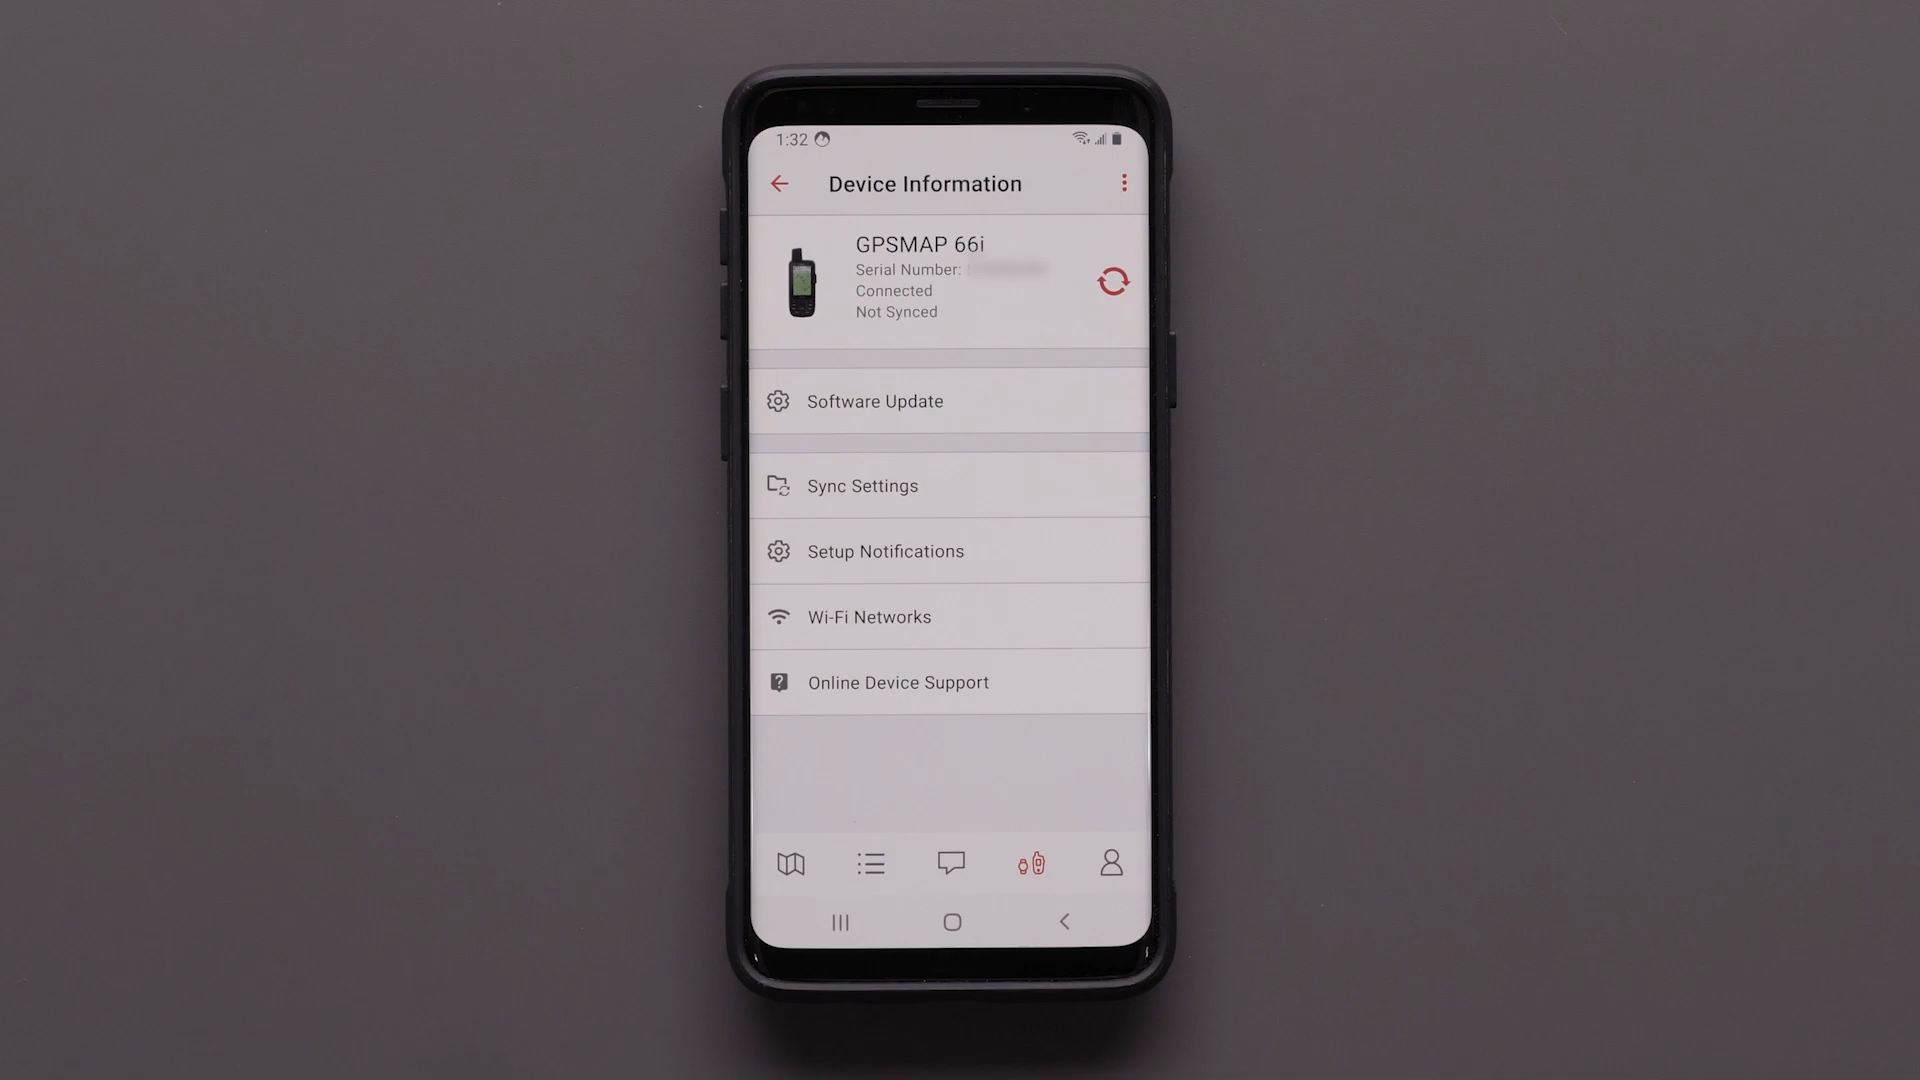 1:32
Device Information
GPSMAP 66i
Serial Number:
Connected
Not Synced
Software Update
Sync Settings
Setup Notifications
Wi-Fi Networks
Online Device Support